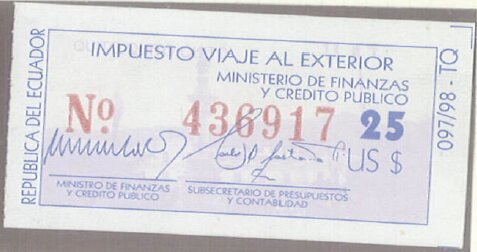 REPUBLICA DEL ECUADOR
IMPUESTO VIAJE AL EXTERIOR
MINISTERIO DE FINANZAS
Y CREDITO PUBLICO
Nº 436917 25
US $
MINISTRO DE FINANZAS
Y CREDITO PUBLICO
SUBSECRETARIO DE PRESUPUESTOS
Y CONTABILIDAD
097/98 - TQ